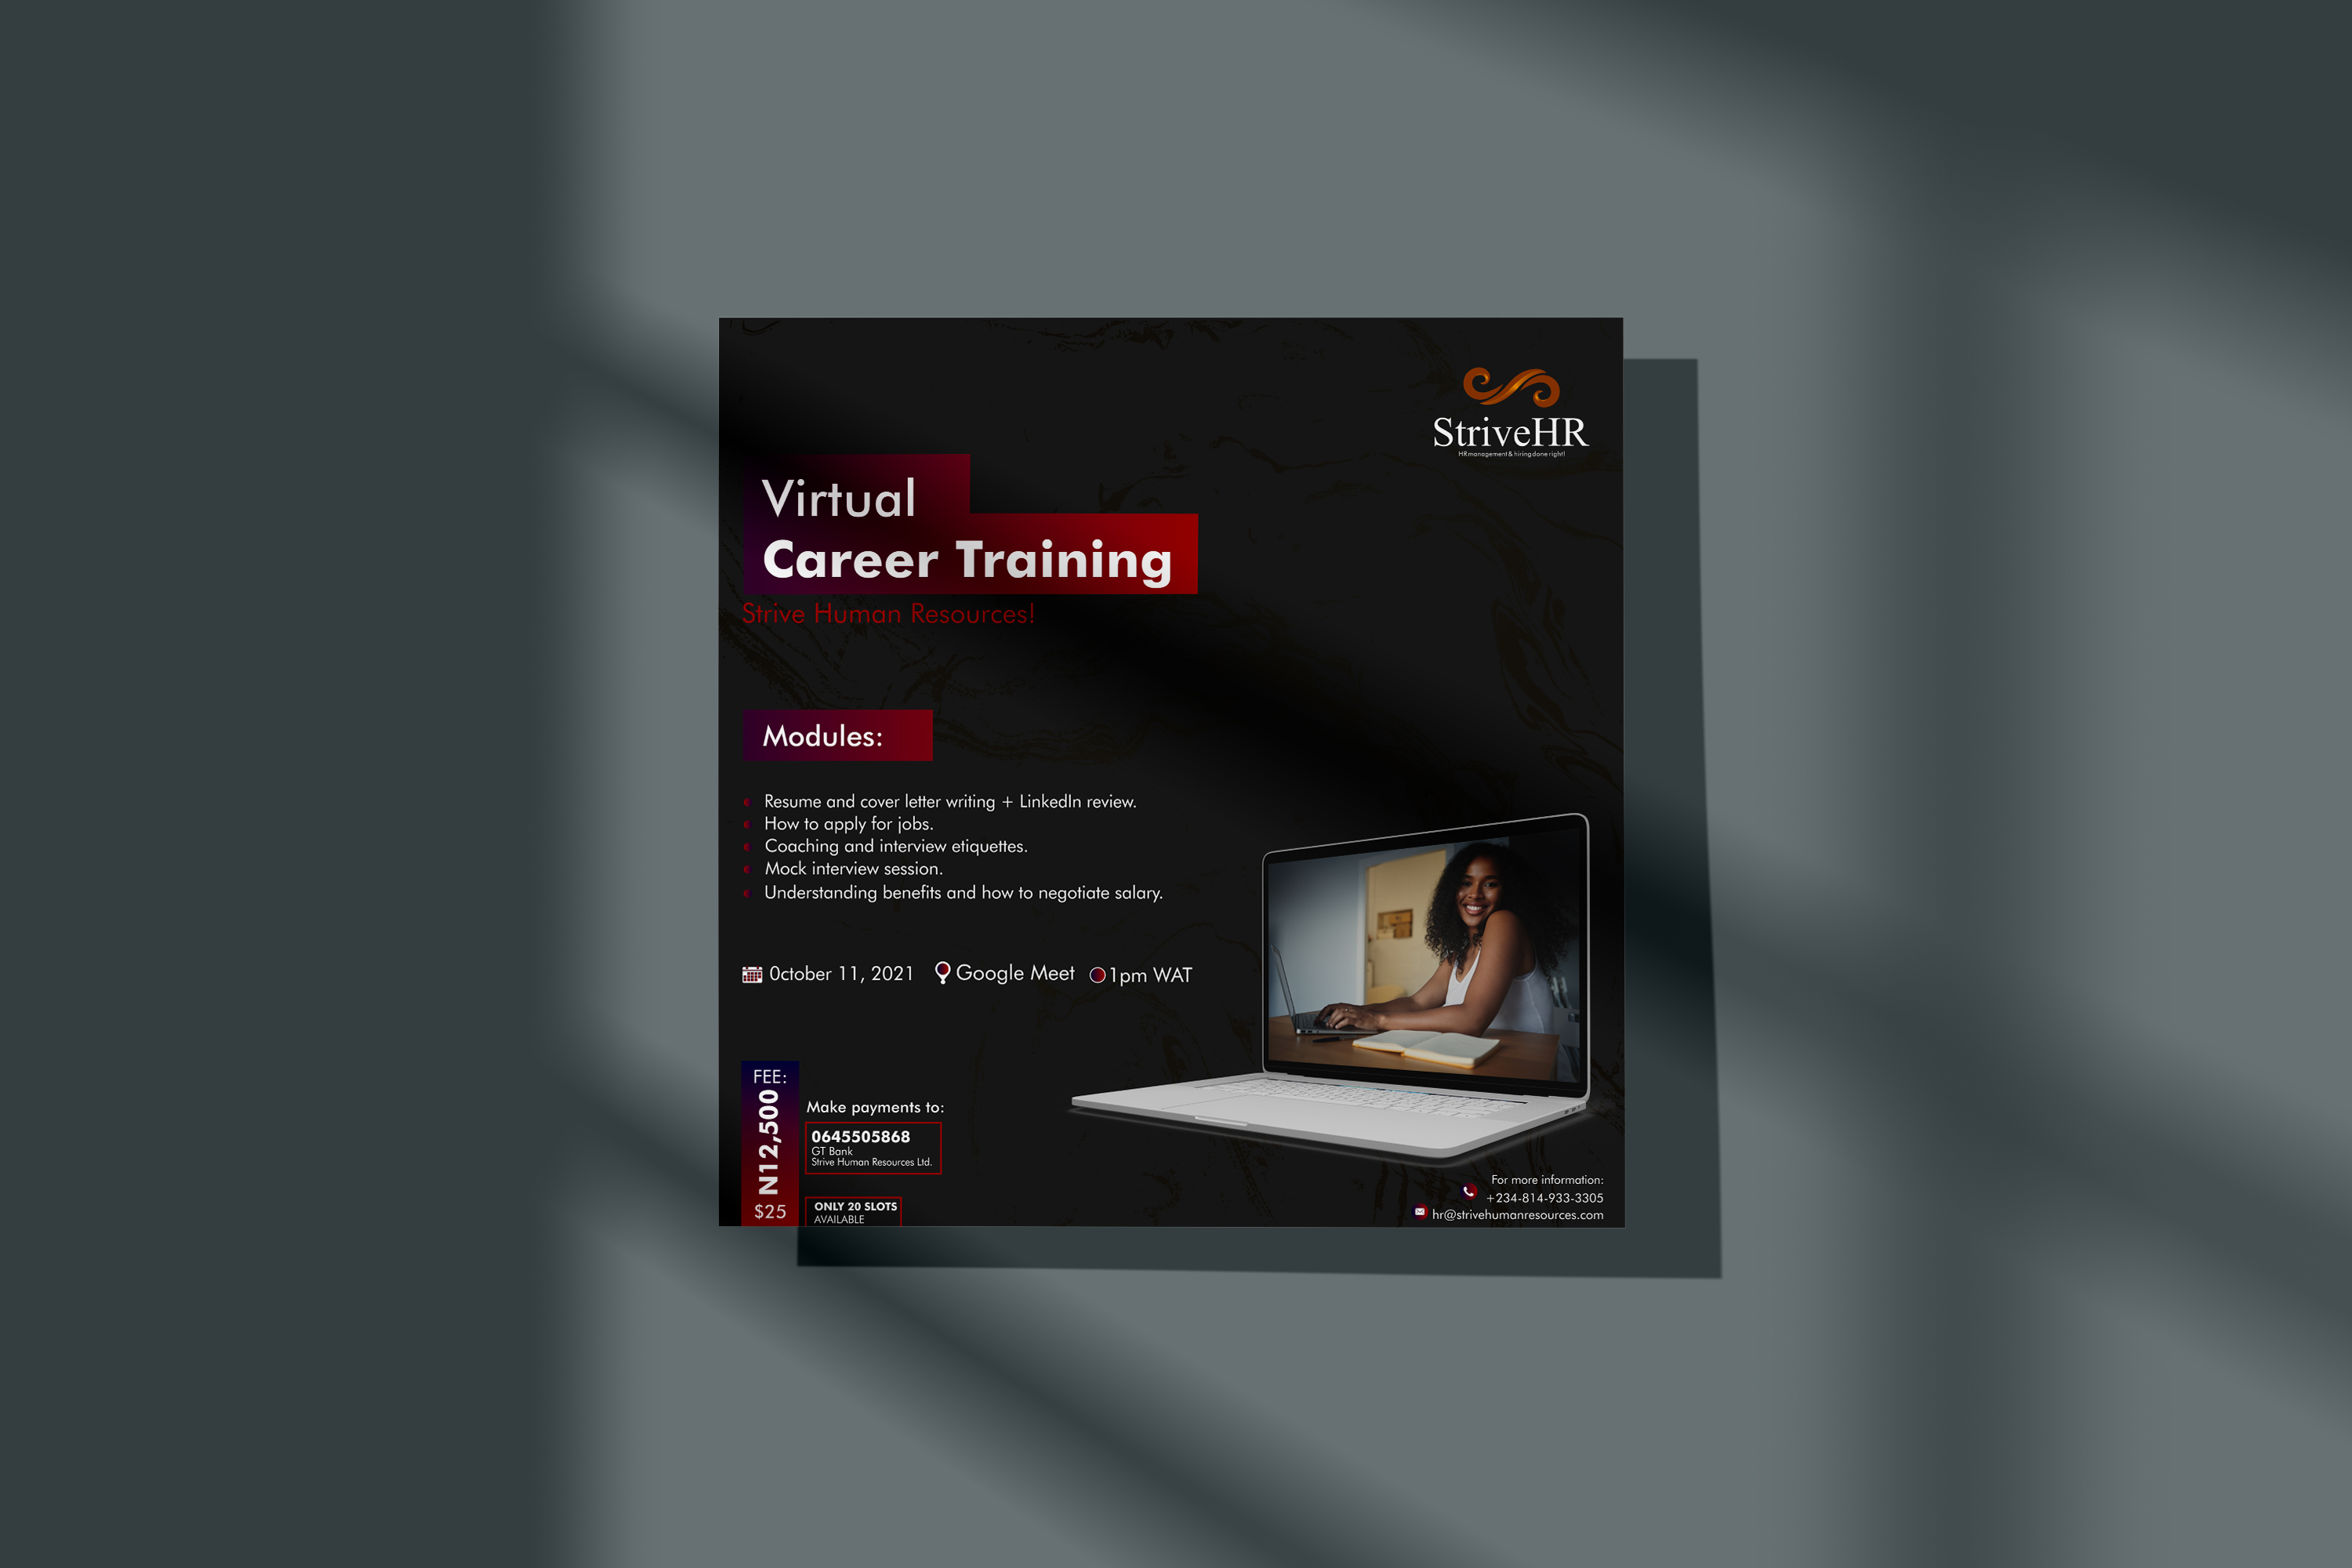 StriveHR
HR management & hiring done right!
Virtual
Career Training
Strive Human Resources!
Modules:
Resume and cover letter writing + LinkedIn review.
How to apply for jobs.
Coaching and interview etiquettes.
Mock interview session.
Understanding benefits and how to negotiate salary.
October 11, 2021 Google Meet 1pm WAT
FEE:
N12,500
$25
Make payments to:
0645505868
GT Bank
Strive Human Resources Ltd.
ONLY 20 SLOTS
AVAILABLE
For more information:
+234-814-933-3305
hr@strivehumanresources.com